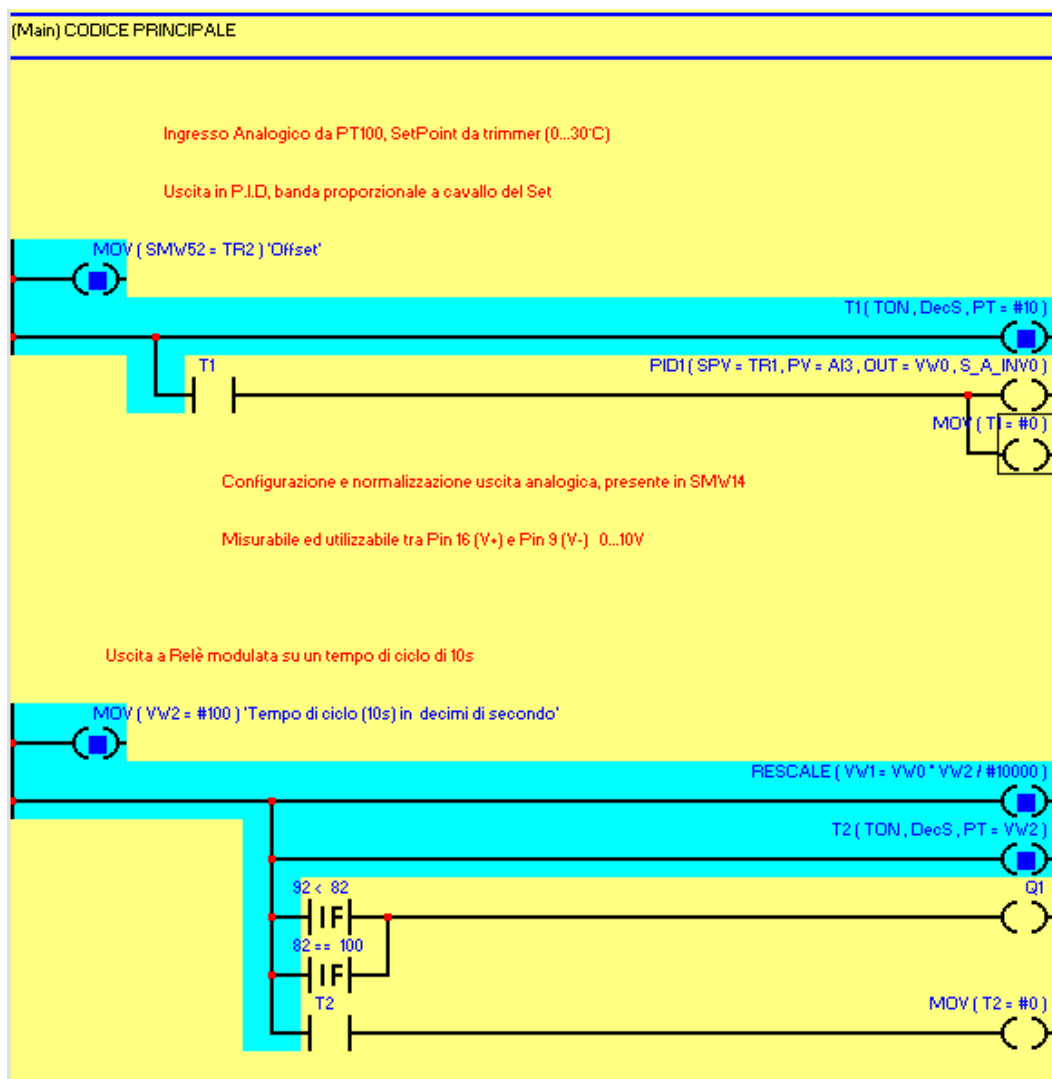 (Main) CODICE PRINCIPALE
Ingresso Analogico da PT100, SetPoint da trimmer (0...30°C)
Uscita in P.I.D, banda proporzionale a cavallo del Set
MOV ( SMW52 = TR2 ) 'Offset'
T1 ( TON , DecS , PT = #10 )
T1
PID1 ( SPV = TR1 , PV = AI3 , OUT = VW0 , S_A_INV0 )
MOV ( T1 = #0 )
Configurazione e normalizzazione uscita analogica, presente in SMW14
Misurabile ed utilizzabile tra Pin 16 (V+) e Pin 9 (V-) 0...10V
Uscita a Relè modulata su un tempo di ciclo di 10s
MOV ( VW2 = #100 ) 'Tempo di ciclo (10s) in decimi di secondo'
RESCALE ( VW1 = VW0 * VW2 / #10000 )
T2 ( TON , DecS , PT = VW2 )
92 < 82
Q1
IF
82 == 100
IF
T2
MOV ( T2 = #0 )